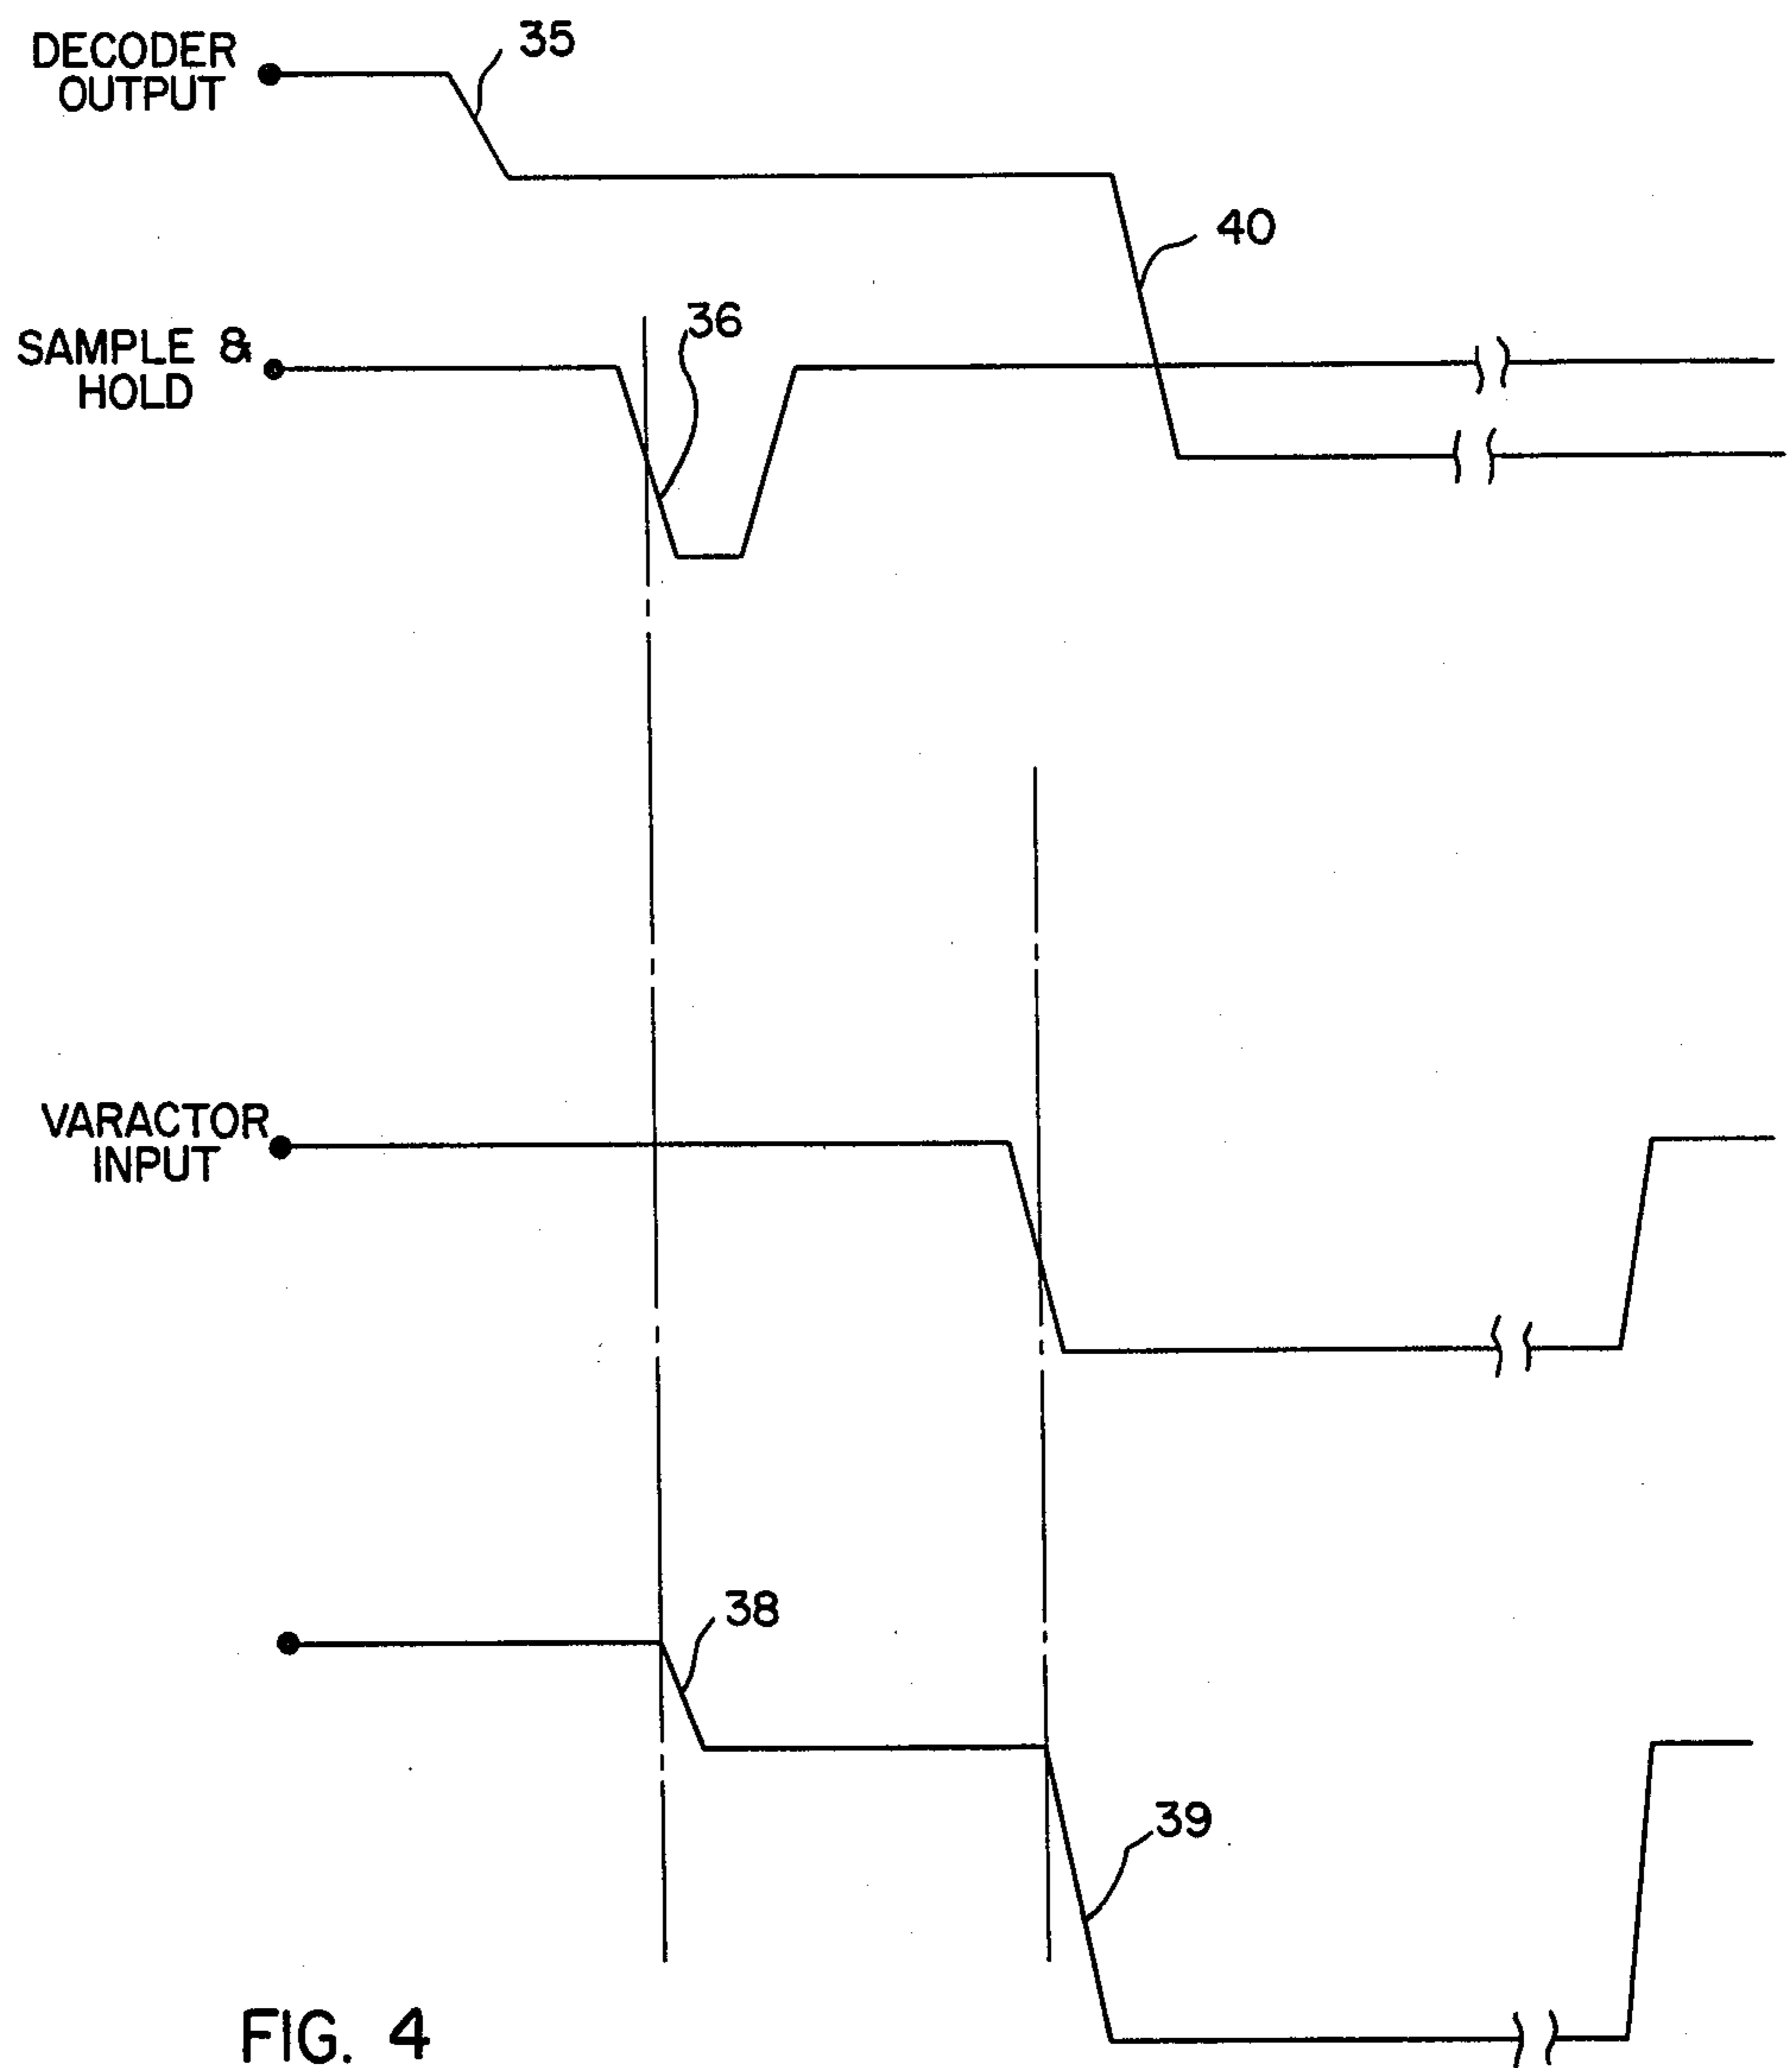 DECODER
OUTPUT
35
40
36
SAMPLE &
HOLD
VARACTOR
INPUT
38
39
FIG. 4